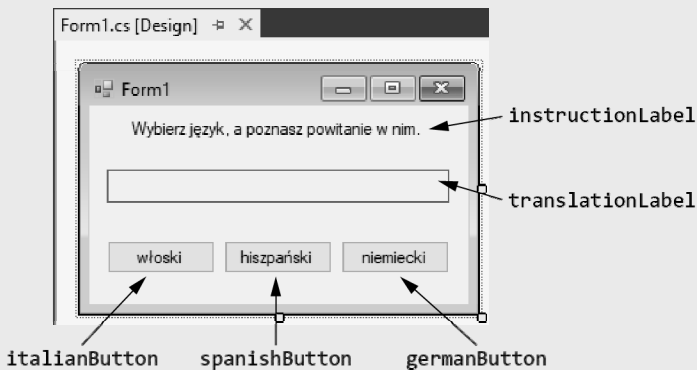 Form1.cs [Design]
Form1
Wybierz język, a poznasz powitanie w nim.
instructionLabel
translationLabel
włoski
hiszpański
niemiecki
italianButton
spanishButton
germanButton